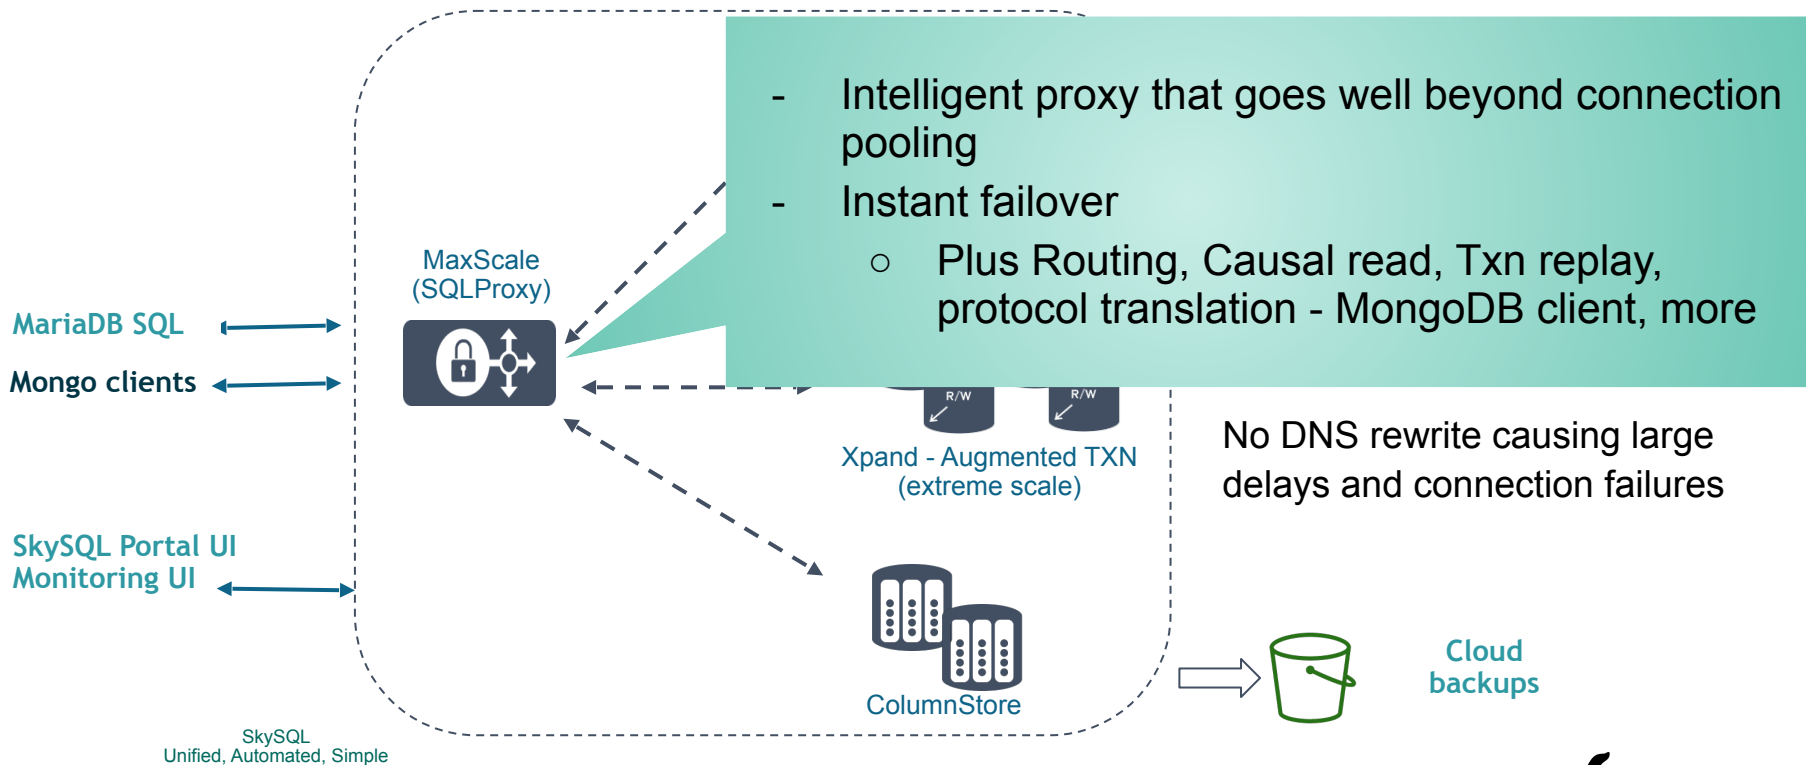 - Intelligent proxy that goes well beyond connection
pooling
- Instant failover
○ Plus Routing, Causal read, Txn replay,
protocol translation - MongoDB client, more
MaxScale
(SQLProxy)
MariaDB SQL
Mongo clients
R/W
R/W
Xpand - Augmented TXN
(extreme scale)
No DNS rewrite causing large
delays and connection failures
SkySQL Portal UI
Monitoring UI
ColumnStore
Cloud
backups
SkySQL
Unified, Automated, Simple